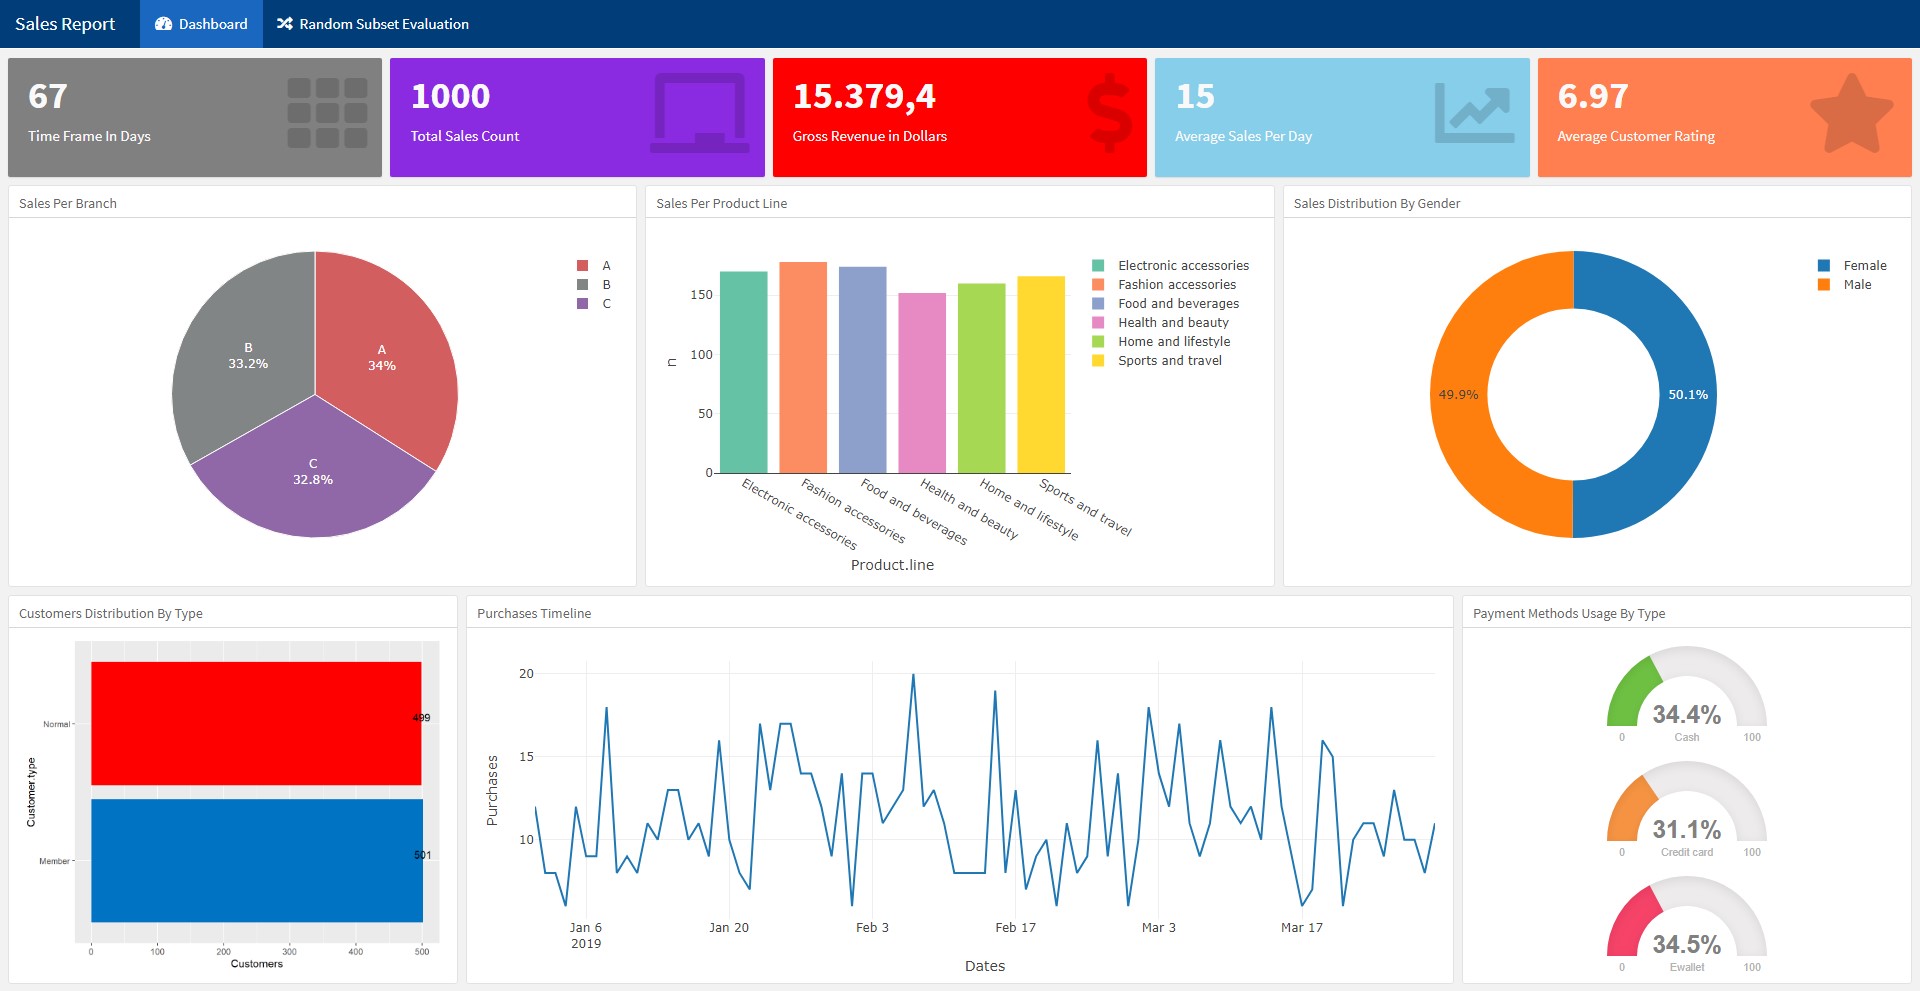 Sales Report
Dashboard
Random Subset Evaluation
67
Time Frame In Days
1000
Total Sales Count
15.379,4
Gross Revenue in Dollars
15
Average Sales Per Day
6.97
Average Customer Rating
Sales Per Branch
A
B
C
B
33.2%
A
34%
C
32.8%
Sales Per Product Line
150
100
50
0
n
Electronic accessories
Fashion accessories
Food and beverages
Health and beauty
Home and lifestyle
Sports and travel
Product.line
Electronic accessories
Fashion accessories
Food and beverages
Health and beauty
Home and lifestyle
Sports and travel
Sales Distribution By Gender
Female
Male
49.9%
50.1%
Customers Distribution By Type
Customer.type
Normal
499
Member
501
0 100 200 300 400 500
Customers
Purchases Timeline
Purchases
20
15
10
Jan 6 Jan 20 Feb 3 Feb 17 Mar 3 Mar 17
2019
Dates
Payment Methods Usage By Type
34.4%
0 Cash 100
31.1%
0 Credit card 100
34.5%
0 Ewallet 100